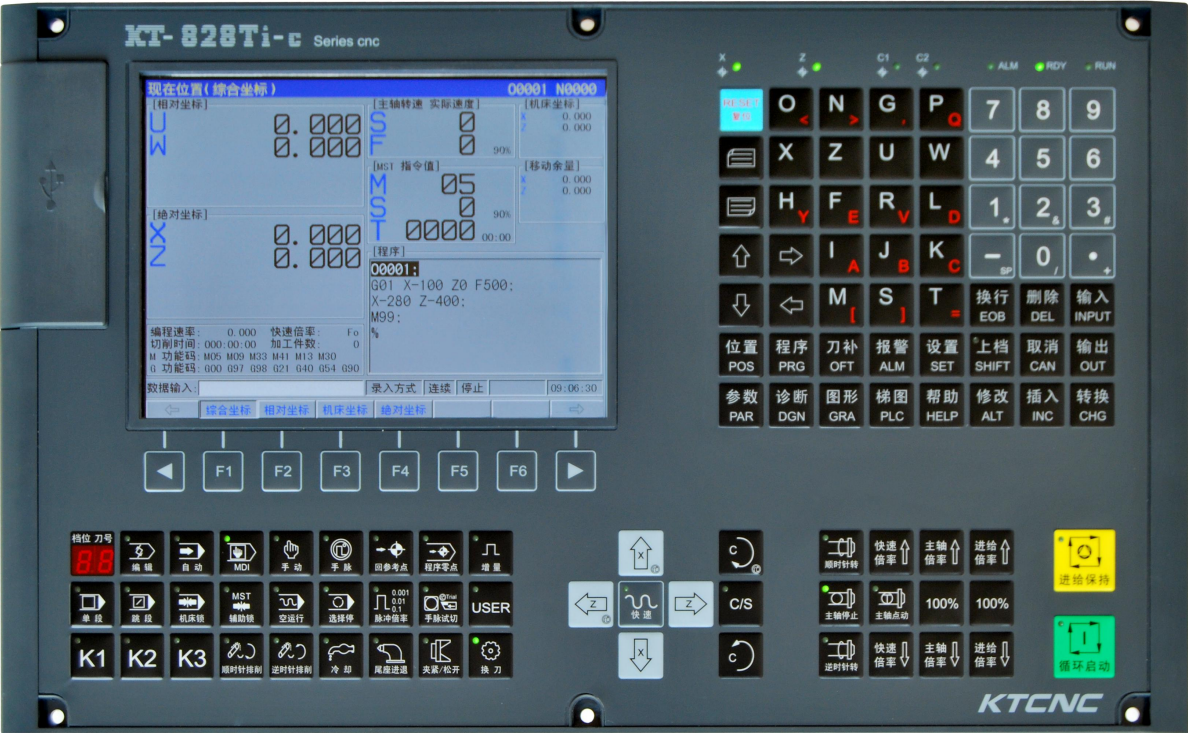 KT-828Ti-c Series cnc
X Z C1 C2 ALM RDY RUN
现在位置(综合坐标) O0001 N0000
[相对坐标]
U 0.000
W 0.000
[主轴转速 实际速度]
S 0
F 0 90%
[机床坐标]
X 0.000
Z 0.000
[MST 指令值]
M 05
S 0 90%
T 0000 00:00
[移动余量]
X 0.000
Z 0.000
[绝对坐标]
X 0.000
Z 0.000
[程序]
O0001;
G01 X-100 Z0 F500;
X-280 Z-400;
M99;
%
编程速率: 0.000 快速倍率: Fo
切削时间: 000:00:00 加工件数: 0
M 功能码: M05 M09 M33 M41 M13 M30
G 功能码: G00 G97 G98 G21 G40 G54 G90
数据输入: 录入方式 连续 停止 09:06:30
综合坐标 相对坐标 机床坐标 绝对坐标
F1 F2 F3 F4 F5 F6
RESET 复位 O < N > G , P Q 7 8 9
X Z U W 4 5 6
H Y F E R V L D 1 * 2 & 3 #
I A J B K C - SP 0 / . +
M [ S ] T = 换行 EOB 删除 DEL 输入 INPUT
位置 POS 程序 PRG 刀补 OFT 报警 ALM 设置 SET 上档 SHIFT 取消 CAN 输出 OUT
参数 PAR 诊断 DGN 图形 GRA 梯图 PLC 帮助 HELP 修改 ALT 插入 INC 转换 CHG
档位 刀号 88 编辑 自动 MDI 手动 手脉 回参考点 程序零点 增量
单段 跳段 机床锁 MST 辅助锁 空运行 选择停 0.001 0.01 0.1 脉冲倍率 Trial 手脉试切 USER
K1 K2 K3 顺时针排削 逆时针排削 冷却 尾座进退 夹紧/松开 换刀
X
Z 快速 Z
X
C
C/S
C
顺时针转 快速倍率 主轴倍率 进给倍率
主轴停止 主轴点动 100% 100%
逆时针转 快速倍率 主轴倍率 进给倍率
进给保持
循环启动
KTCNC